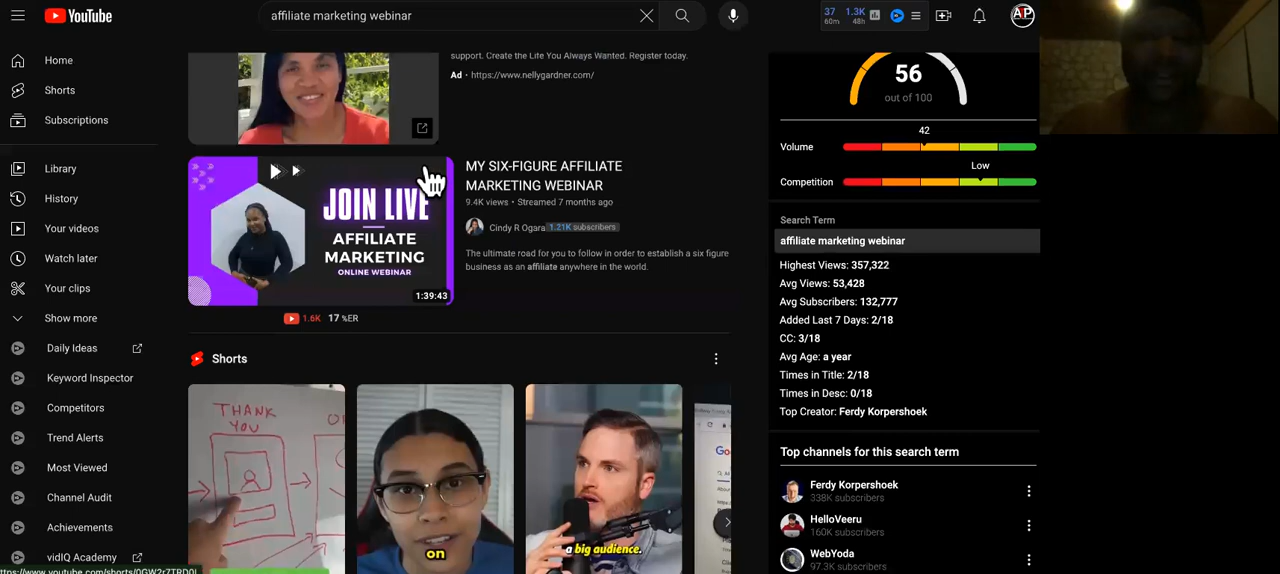 YouTube
affiliate marketing webinar
37
60m
1.3K
48h
Home
Shorts
Subscriptions
Library
History
Your videos
Watch later
Your clips
Show more
Daily Ideas
Keyword Inspector
Competitors
Trend Alerts
Most Viewed
Channel Audit
Achievements
vidIQ Academy
support. Create the Life You Always Wanted. Register today.
Ad • https://www.nellygardner.com/
JOIN LIVE
AFFILIATE
MARKETING
ONLINE WEBINAR
1:39:43
MY SIX-FIGURE AFFILIATE
MARKETING WEBINAR
9.4K views • Streamed 7 months ago
Cindy R Ogara 1.21K subscribers
The ultimate road for you to follow in order to establish a six figure
business as an affiliate anywhere in the world.
1.6K 17 %ER
Shorts
THANK
YOU
on
a big audience.
56
out of 100
42
Volume
Low
Competition
Search Term
affiliate marketing webinar
Highest Views: 357,322
Avg Views: 53,428
Avg Subscribers: 132,777
Added Last 7 Days: 2/18
CC: 3/18
Avg Age: a year
Times in Title: 2/18
Times in Desc: 0/18
Top Creator: Ferdy Korpershoek
Top channels for this search term
Ferdy Korpershoek
338K subscribers
HelloVeeru
160K subscribers
WebYoda
97.3K subscribers